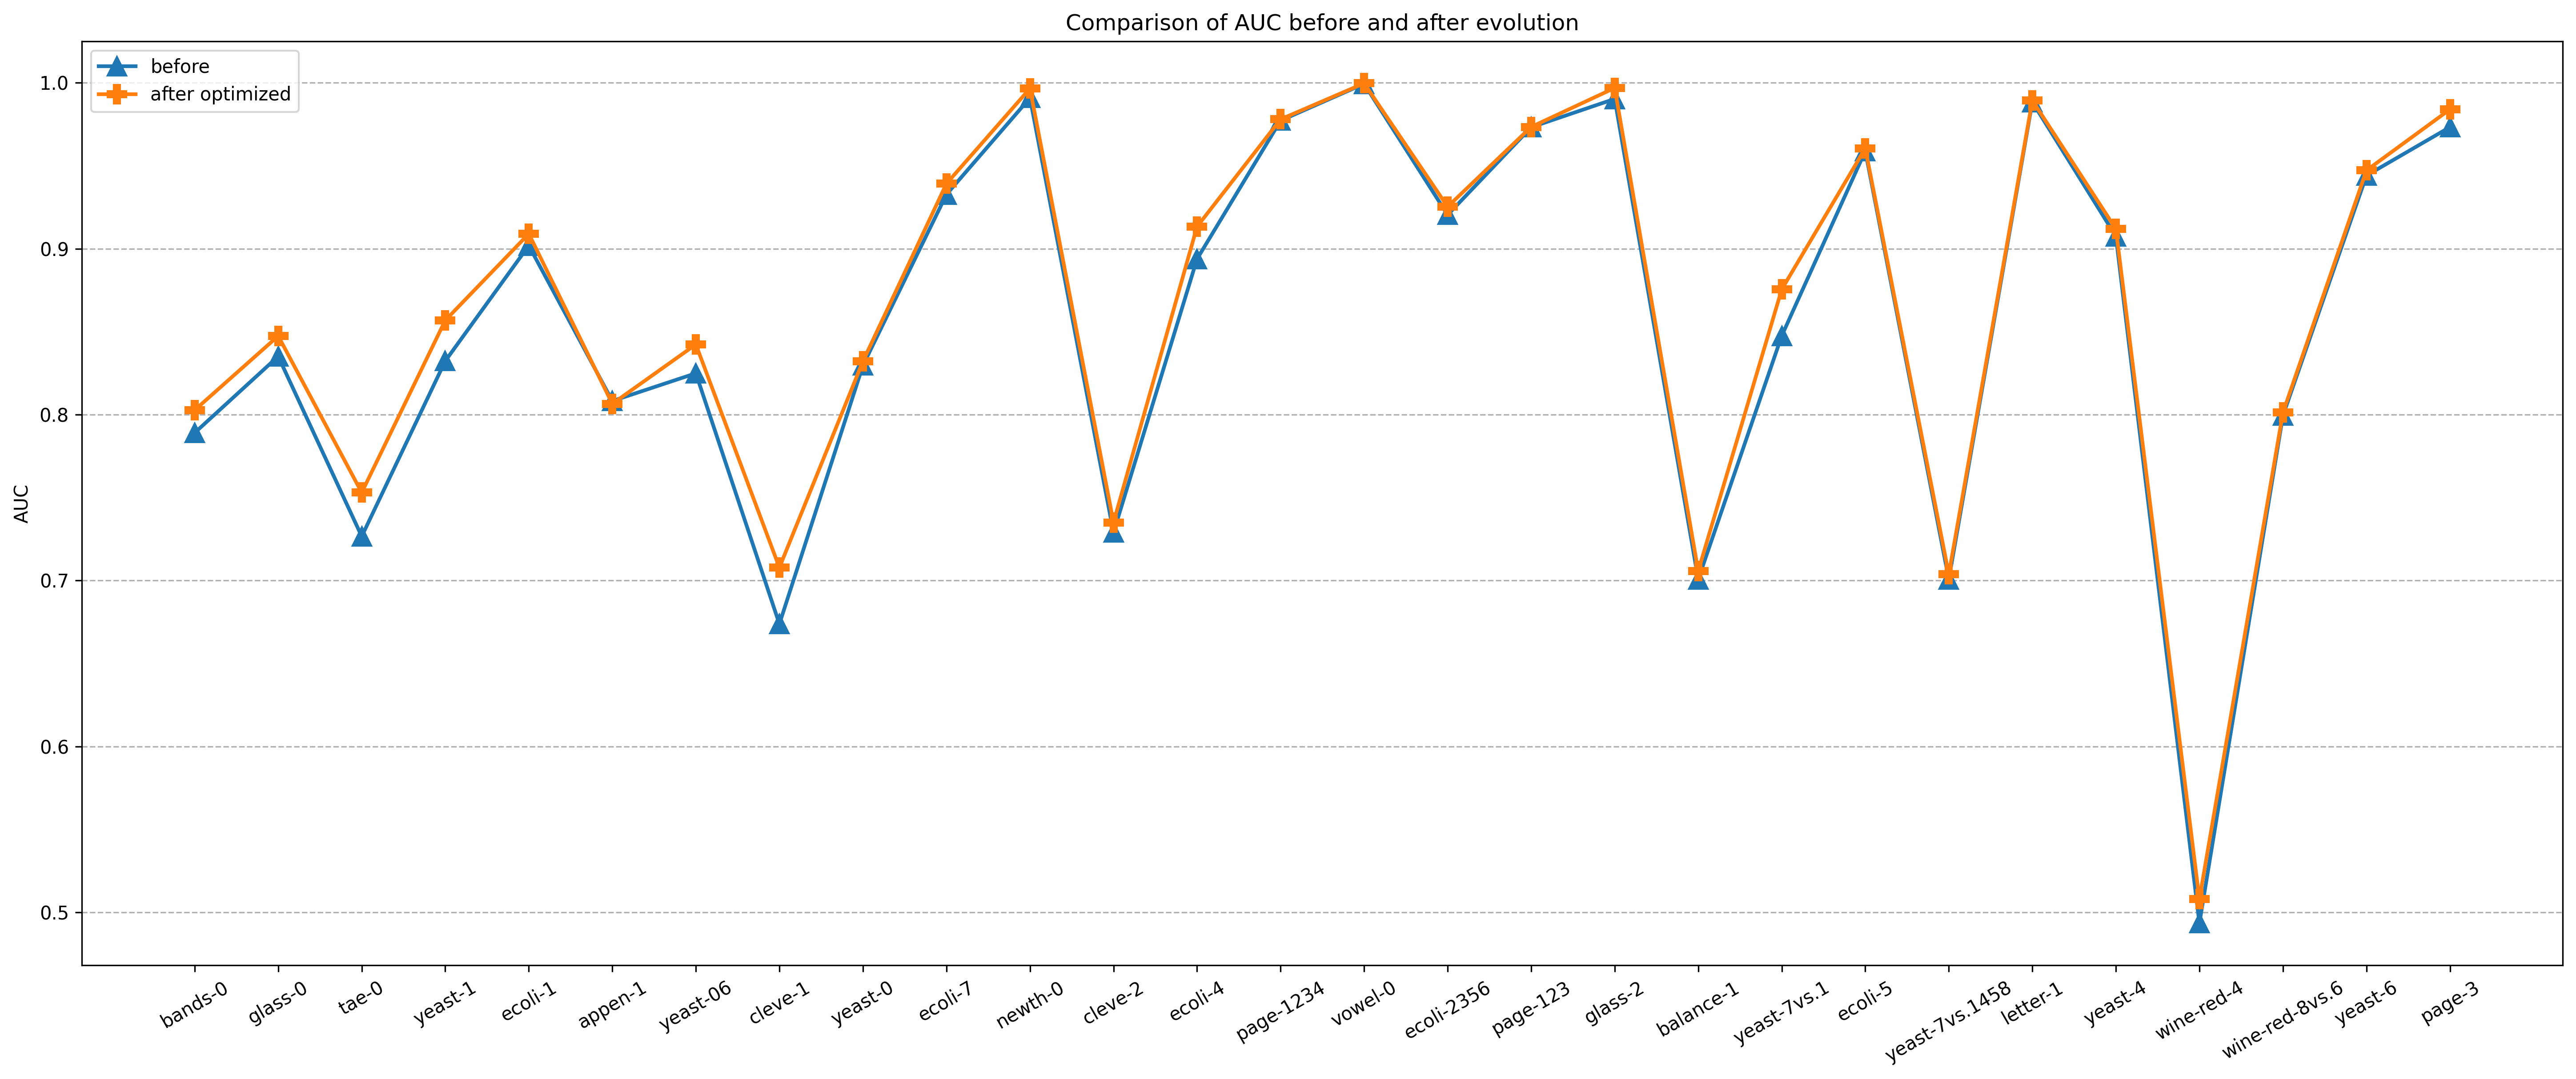 Comparison of AUC before and after evolution
before
after optimized
1.0
0.9
0.8
0.7
0.6
0.5
AUC
bands-0
glass-0
tae-0
yeast-1
ecoli-1
appen-1
yeast-06
cleve-1
yeast-0
ecoli-7
newth-0
cleve-2
ecoli-4
page-1234
vowel-0
ecoli-2356
page-123
glass-2
balance-1
yeast-7vs.1
ecoli-5
yeast-7vs.1458
letter-1
yeast-4
wine-red-4
wine-red-8vs.6
yeast-6
page-3